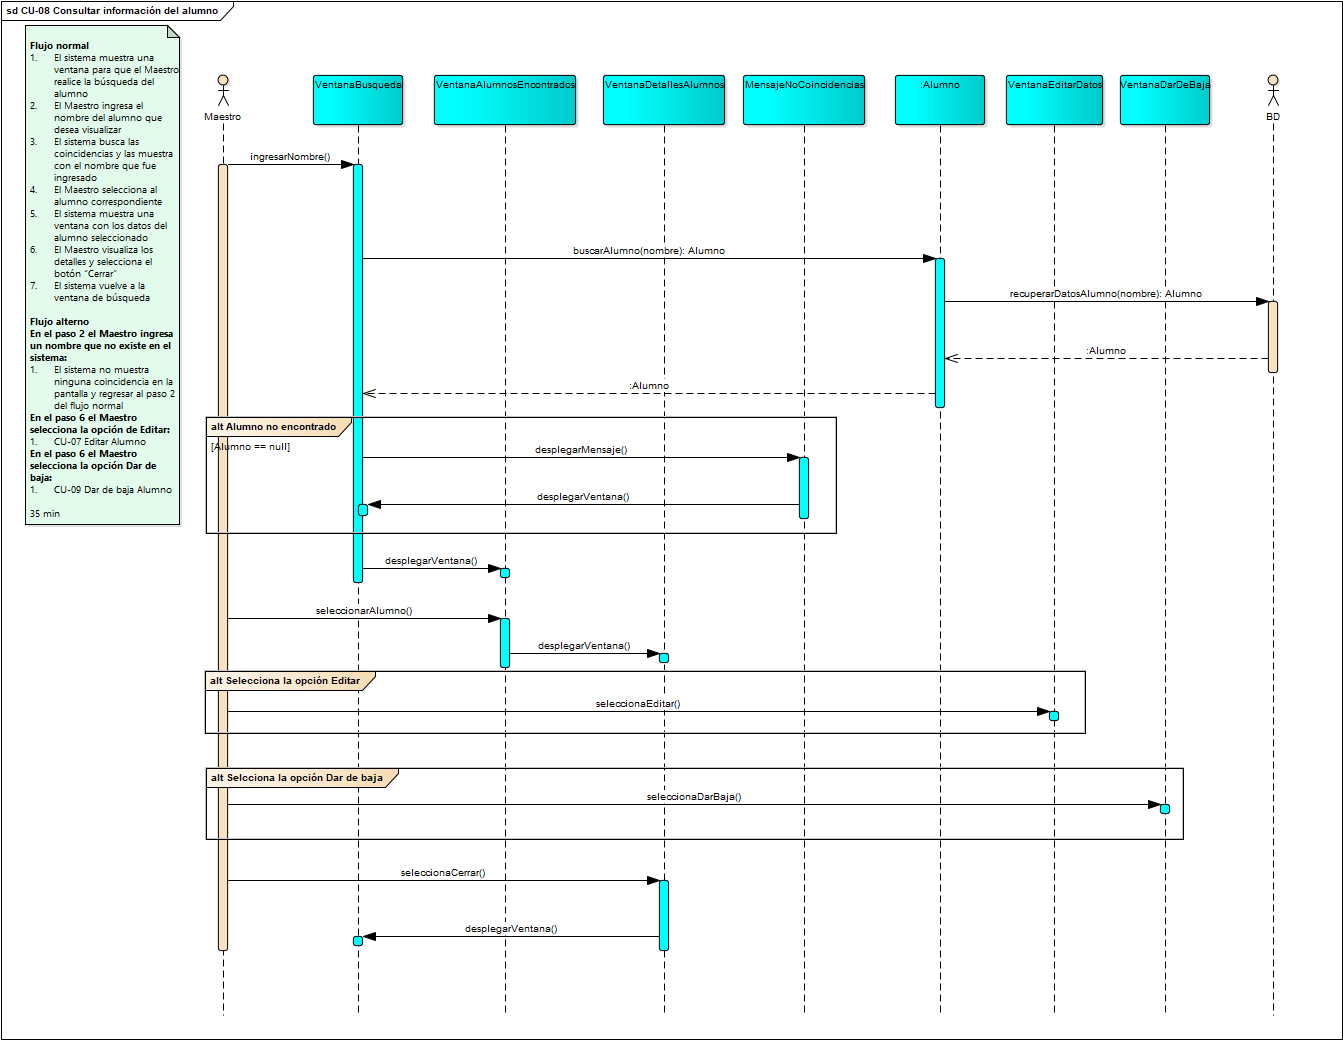 sd CU-08 Consultar información del alumno
Flujo normal
1. El sistema muestra una
ventana para que el Maestro
realice la búsqueda del
alumno
2. El Maestro ingresa el
nombre del alumno que
desea visualizar
3. El sistema busca las
coincidencias y las muestra
con el nombre que fue
ingresado
4. El Maestro selecciona al
alumno correspondiente
5. El sistema muestra una
ventana con los datos del
alumno seleccionado
6. El Maestro visualiza los
detalles y selecciona el
botón "Cerrar"
7. El sistema vuelve a la
ventana de búsqueda
Flujo alterno
En el paso 2 el Maestro ingresa
un nombre que no existe en el
sistema:
1. El sistema no muestra
ninguna coincidencia en la
pantalla y regresar al paso 2
del flujo normal
En el paso 6 el Maestro
selecciona la opción de Editar:
1. CU-07 Editar Alumno
En el paso 6 el Maestro
selecciona la opción Dar de
baja:
1. CU-09 Dar de baja Alumno
35 min
Maestro
VentanaBusqueda
VentanaAlumnosEncontrados
VentanaDetallesAlumnos
MensajeNoCoincidencias
:Alumno
VentanaEditarDatos
VentanaDarDeBaja
BD
ingresarNombre()
buscarAlumno(nombre): Alumno
recuperarDatosAlumno(nombre): Alumno
:Alumno
:Alumno
alt Alumno no encontrado
[Alumno == null]
desplegarMensaje()
desplegarVentana()
desplegarVentana()
seleccionarAlumno()
desplegarVentana()
alt Selecciona la opción Editar
seleccionaEditar()
alt Selcciona la opción Dar de baja
seleccionaDarBaja()
seleccionaCerrar()
desplegarVentana()